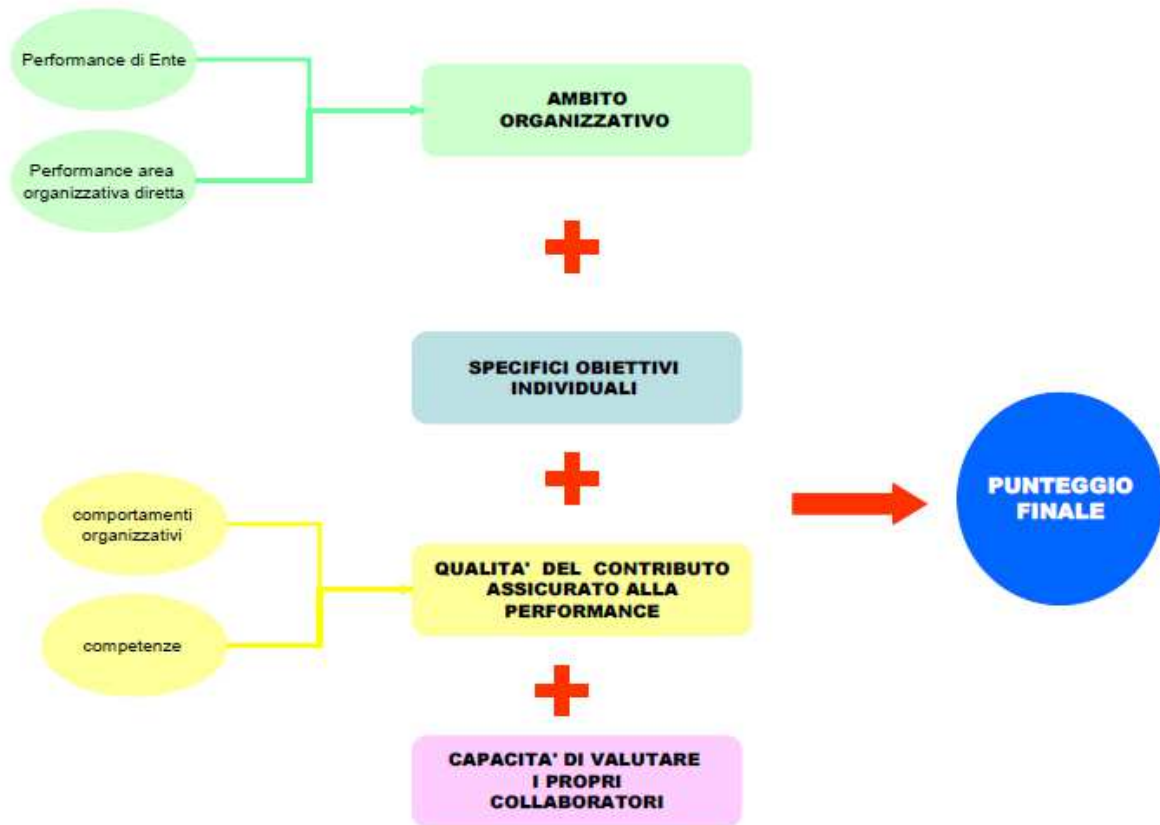 Performance di Ente
Performance area
organizzativa diretta
AMBITO
ORGANIZZATIVO
SPECIFICI OBIETTIVI
INDIVIDUALI
comportamenti
organizzativi
competenze
QUALITA' DEL CONTRIBUTO
ASSICURATO ALLA
PERFORMANCE
CAPACITA' DI VALUTARE
I PROPRI
COLLABORATORI
PUNTEGGIO
FINALE